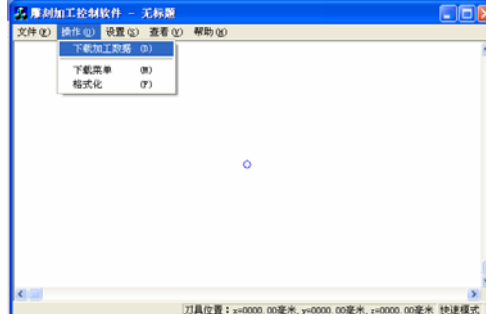 雕刻加工控制软件 - 无标题
文件(F) 操作(O) 设置(S) 查看(V) 帮助(H)
下载加工数据 (D)
下载菜单 (M)
格式化 (F)
刀具位置：x=0000.00毫米,y=0000.00毫米,z=0000.00毫米 快速模式